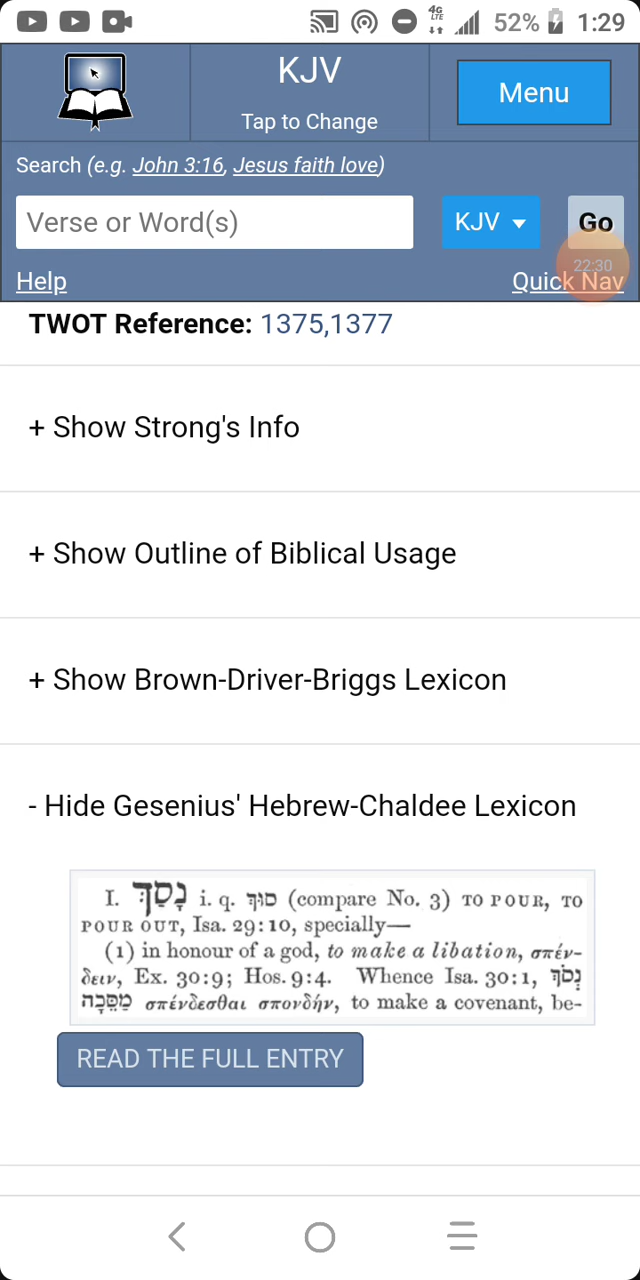 4G
LTE
52%
1:29
KJV
Tap to Change
Menu
Search (e.g. John 3:16, Jesus faith love)
Verse or Word(s)
KJV
Go
22:30
Help
Quick Nav
TWOT Reference: 1375,1377
+ Show Strong's Info
+ Show Outline of Biblical Usage
+ Show Brown-Driver-Briggs Lexicon
- Hide Gesenius' Hebrew-Chaldee Lexicon
I. נָסַךְ i. q. סוּךְ (compare No. 3) TO POUR, TO
POUR OUT, Isa. 29:10, specially—
(1) in honour of a god, to make a libation, σπέν-
δειν, Ex. 30:9; Hos. 9:4. Whence Isa. 30:1, נְסֹךְ
מַסֵּכָה σπένδεσθαι σπονδήν, to make a covenant, be-
READ THE FULL ENTRY